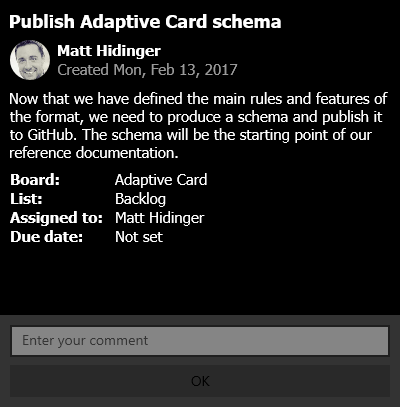 Publish Adaptive Card schema
Matt Hidinger
Created Mon, Feb 13, 2017
Now that we have defined the main rules and features of
the format, we need to produce a schema and publish it
to GitHub. The schema will be the starting point of our
reference documentation.
Board: Adaptive Card
List: Backlog
Assigned to: Matt Hidinger
Due date: Not set
Enter your comment
OK